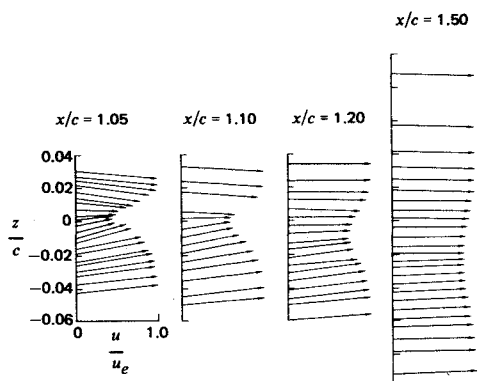 x/c = 1.50
x/c = 1.05
x/c = 1.10
x/c = 1.20
0.04
0.02
z/c
0
−0.02
−0.04
−0.06
0
1.0
u/u_e